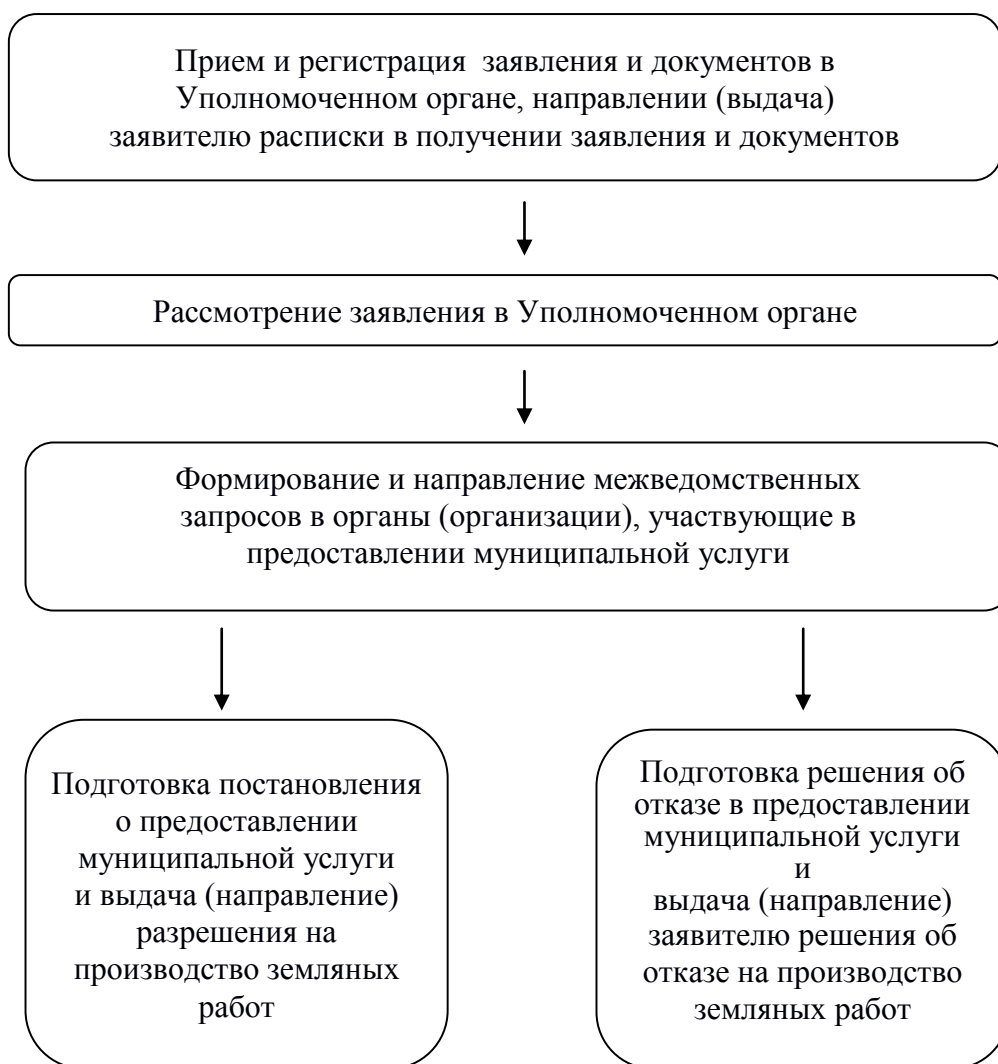 Прием и регистрация  заявления и документов в
Уполномоченном органе, направлении (выдача)
заявителю расписки в получении заявления и документов
Рассмотрение заявления в Уполномоченном органе
Формирование и направление межведомственных
запросов в органы (организации), участвующие в
предоставлении муниципальной услуги
Подготовка постановления
о предоставлении
муниципальной услуги
и выдача (направление)
разрешения на
производство земляных
работ
Подготовка решения об
отказе в предоставлении
муниципальной услуги
и
выдача (направление)
заявителю решения об
отказе на производство
земляных работ